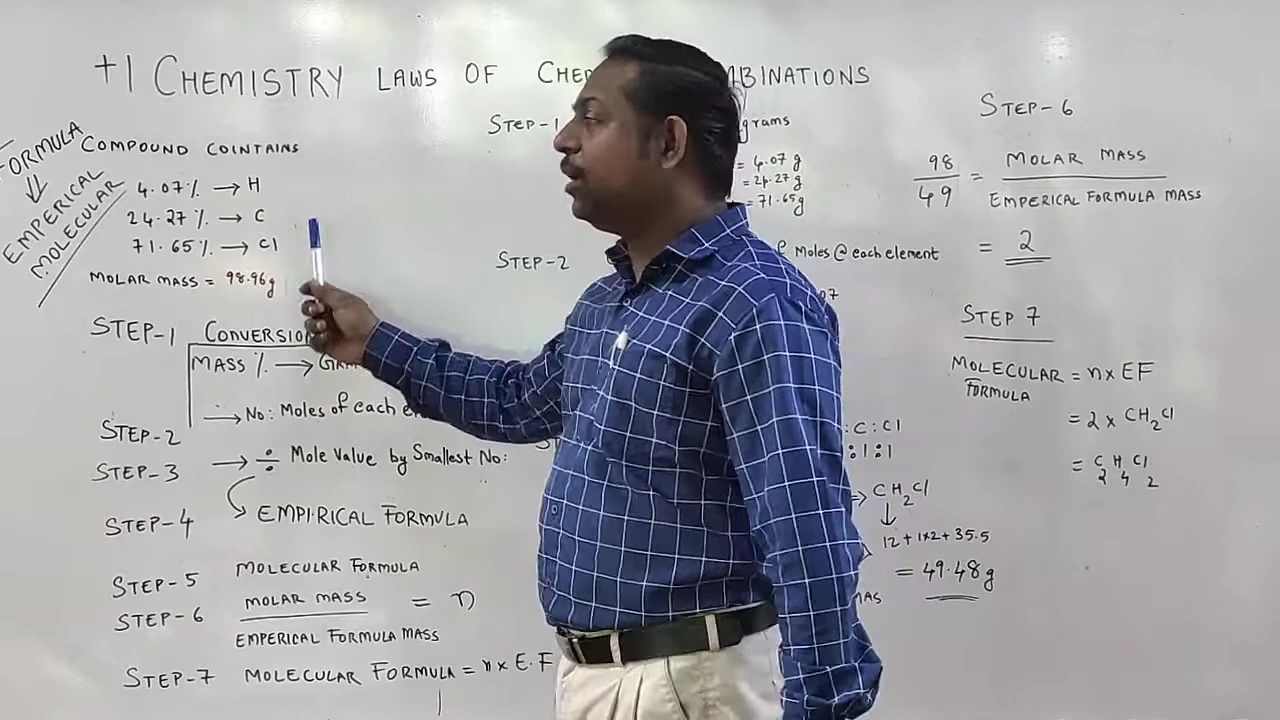 +1 CHEMISTRY LAWS OF CHE BINATIONS
FORMULA
⇓
EMPERICAL
MOLECULAR
COMPOUND COINTAINS
4.07% → H
24.27% → C
71.65% → Cl
MOLAR MASS = 98.96g
STEP-1 CONVERSION
MASS % → GRA
STEP-2 → NO: Moles of each e
STEP-3 → ÷ Mole Value by Smallest No:
STEP-4 EMPIRICAL FORMULA
STEP-5 MOLECULAR FORMULA
STEP-6 MOLAR MASS / EMPERICAL FORMULA MASS = n
STEP-7 MOLECULAR FORMULA = n × E.F
STEP-1 grams
= 4.07 g
= 24.27 g
= 71.65g
STEP-2 Moles @ each element
07
:C:Cl
:1:1
⇒ CH₂Cl
↓
12 + 1×2 + 35.5
= 49.48g
MAS
STEP-6
98/49 = MOLAR MASS / EMPERICAL FORMULA MASS
= 2
STEP 7
MOLECULAR FORMULA = n × EF
= 2 × CH₂Cl
= C₂H₄Cl₂